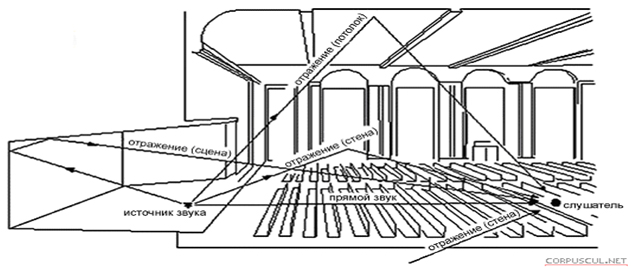 отражение (потолок)
отражение (сцена)
отражение (стена)
источник звука
прямой звук
слушатель
отражение (стена)
CORPUSCUL.NET